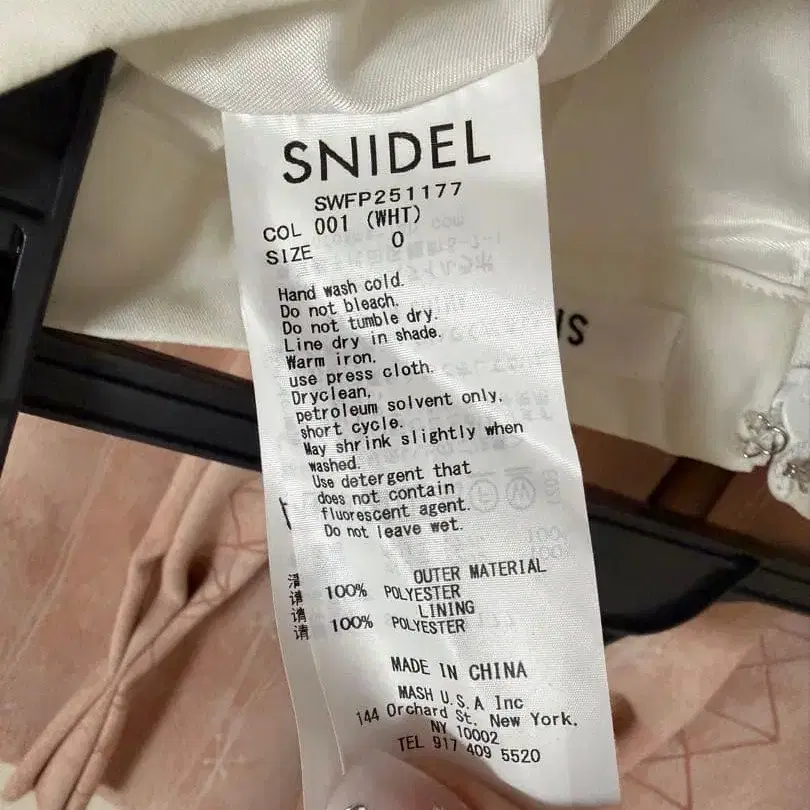 SNIDEL
SWFP251177
COL 001 (WHT)
SIZE 0
Hand wash cold.
Do not bleach.
Do not tumble dry.
Line dry in shade.
Warm iron.
use press cloth.
Dryclean,
petroleum solvent only,
short cycle.
May shrink slightly when
washed.
Use detergent that
does not contain
fluorescent agent.
Do not leave wet.
OUTER MATERIAL
100% POLYESTER
LINING
100% POLYESTER
MADE IN CHINA
MASH U.S.A Inc
144 Orchard St. New York.
NY 10002
TEL 917 409 5520